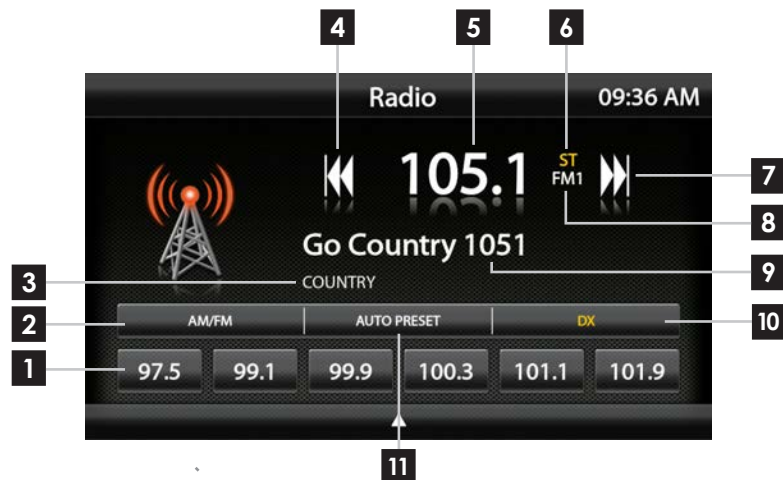 4 5 6
Radio 09:36 AM
105.1 ST
FM1
7
8
Go Country 1051
9
3 COUNTRY
2 AM/FM AUTO PRESET DX 10
1 97.5 99.1 99.9 100.3 101.1 101.9
11